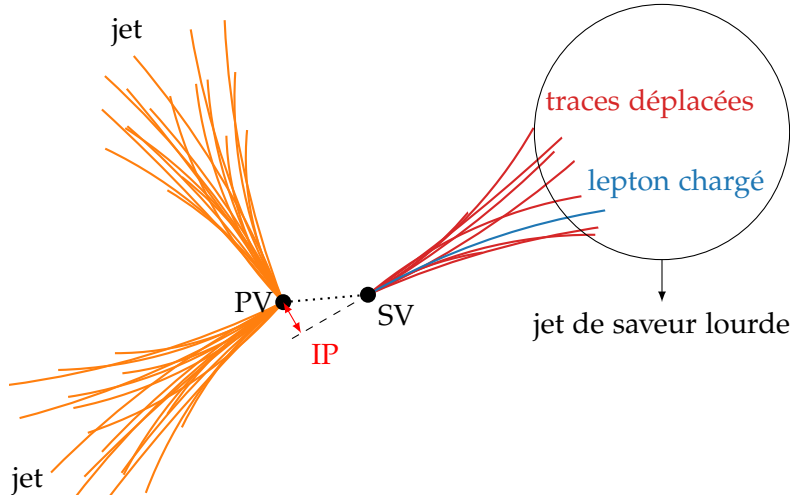 jet
traces déplacées
lepton chargé
PV
SV
jet de saveur lourde
IP
jet